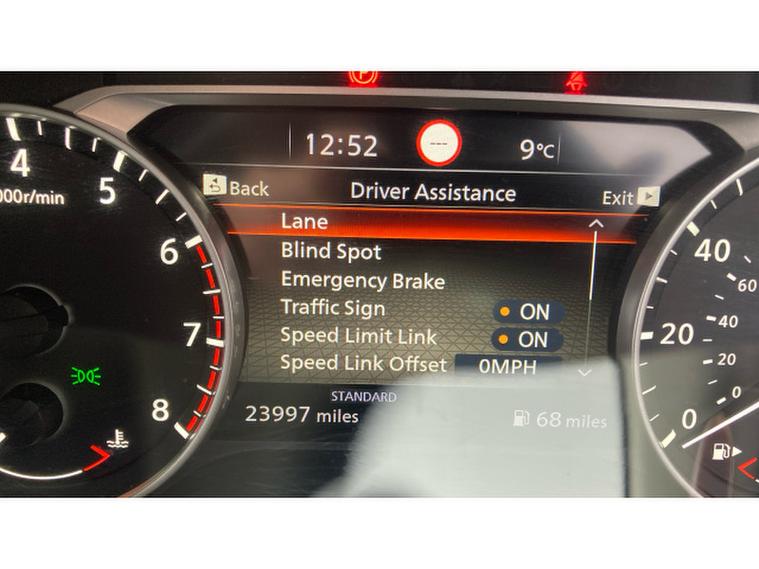 P
12:52 --- 9°C
Back Driver Assistance Exit
Lane
Blind Spot
Emergency Brake
Traffic Sign ON
Speed Limit Link ON
Speed Link Offset 0MPH
STANDARD
23997 miles 68 miles
4
5
6
7
8
000r/min
40
20
0
60
40
20
0